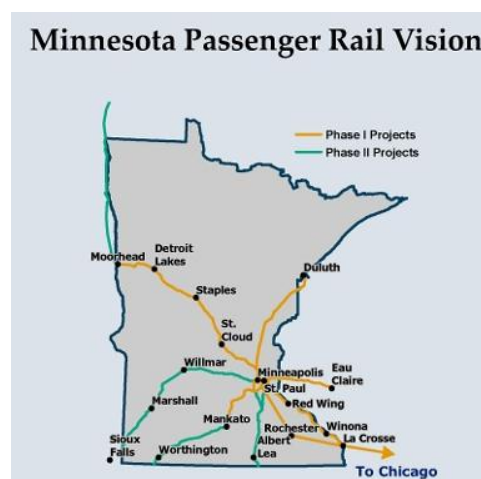 Minnesota Passenger Rail Vision
Phase I Projects
Phase II Projects
Moorhead
Detroit
Lakes
Duluth
Staples
St.
Cloud
Willmar
Minneapolis
St. Paul
Eau
Claire
Marshall
Red Wing
Mankato
Rochester
Winona
Sioux
Falls
Worthington
Albert
Lea
La Crosse
To Chicago